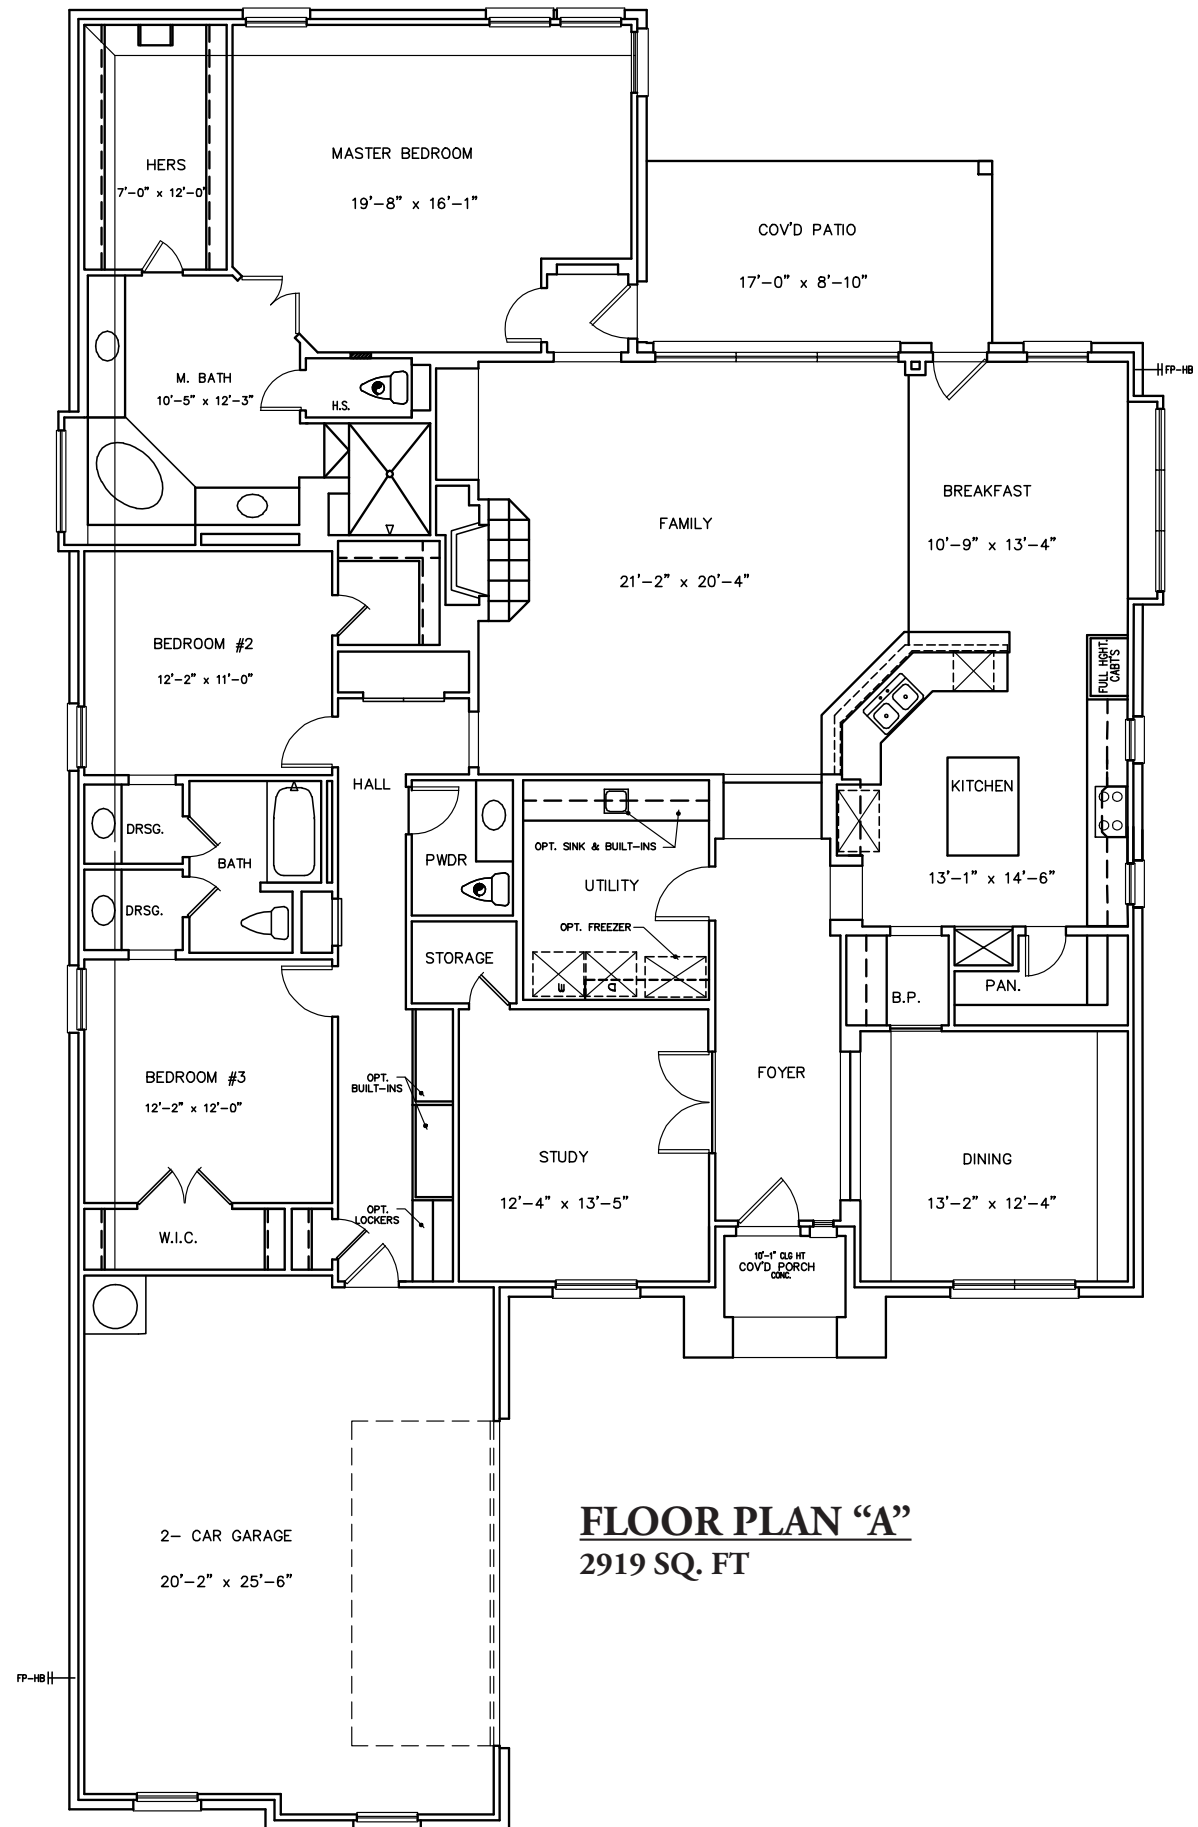 HERS
7'-0" x 12'-0"
MASTER BEDROOM
19'-8" x 16'-1"
COV'D PATIO
17'-0" x 8'-10"
M. BATH
10'-5" x 12'-3"
H.S.
FP-HB
FAMILY
21'-2" x 20'-4"
BREAKFAST
10'-9" x 13'-4"
BEDROOM #2
12'-2" x 11'-0"
FULL HGHT.
CABT'S
HALL
KITCHEN
13'-1" x 14'-6"
DRSG.
BATH
DRSG.
PWDR
OPT. SINK & BUILT-INS
UTILITY
OPT. FREEZER
W
D
STORAGE
B.P.
PAN.
BEDROOM #3
12'-2" x 12'-0"
OPT.
BUILT-INS
FOYER
STUDY
12'-4" x 13'-5"
DINING
13'-2" x 12'-4"
OPT.
LOCKERS
W.I.C.
10'-1" CLG HT
COV'D PORCH
CONC.
2- CAR GARAGE
20'-2" x 25'-6"
FLOOR PLAN “A”
2919 SQ. FT
FP-HB